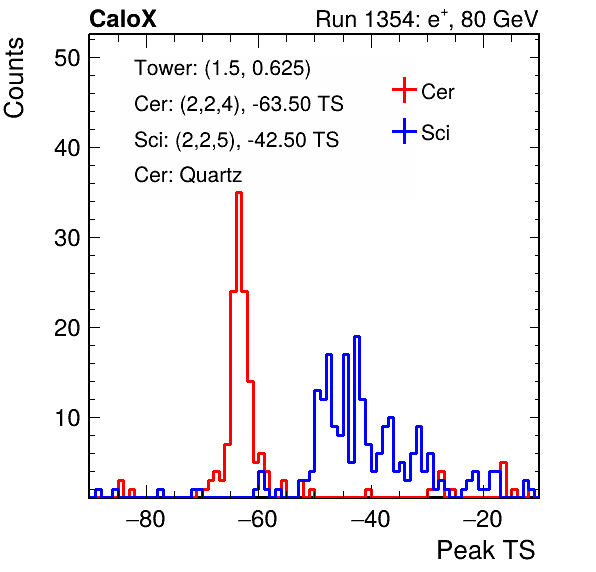 CaloX Run 1354: e⁺, 80 GeV
Counts
50
Tower: (1.5, 0.625)
Cer
Cer: (2,2,4), -63.50 TS
Sci
Sci: (2,2,5), -42.50 TS
40
Cer: Quartz
30
20
10
−80 −60 −40 −20
Peak TS